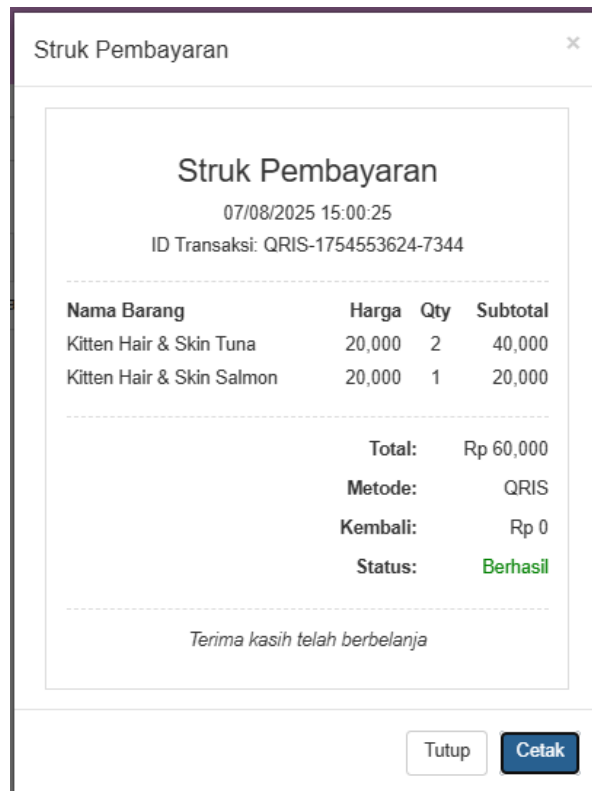 Struk Pembayaran ×
Struk Pembayaran
07/08/2025 15:00:25
ID Transaksi: QRIS-1754553624-7344
Nama Barang Harga Qty Subtotal
Kitten Hair & Skin Tuna 20,000 2 40,000
Kitten Hair & Skin Salmon 20,000 1 20,000
Total: Rp 60,000
Metode: QRIS
Kembali: Rp 0
Status: Berhasil
Terima kasih telah berbelanja
Tutup Cetak